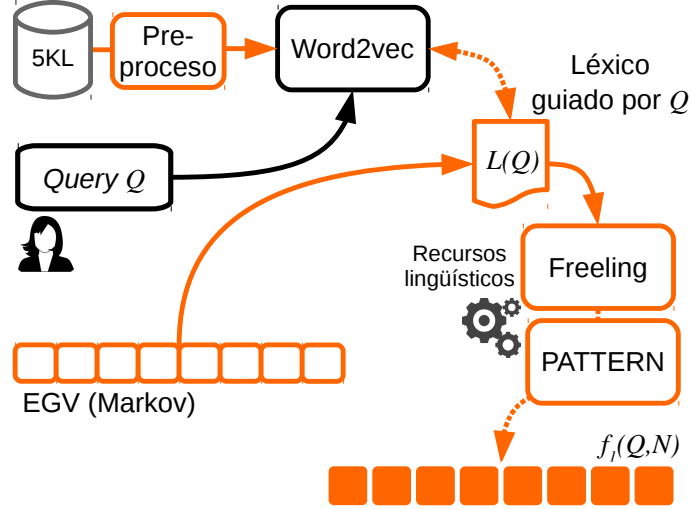 5KL
Pre-
proceso
Word2vec
Léxico
guiado por Q
Query Q
L(Q)
Recursos
lingüísticos
Freeling
PATTERN
EGV (Markov)
f₁(Q,N)